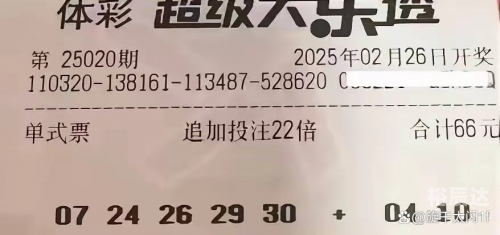 体彩 超级大乐透
第 25020期 2025年02月26日开奖
110320-138161-113487-528620
单式票 追加投注22倍 合计66元
07 24 26 29 30 + 04